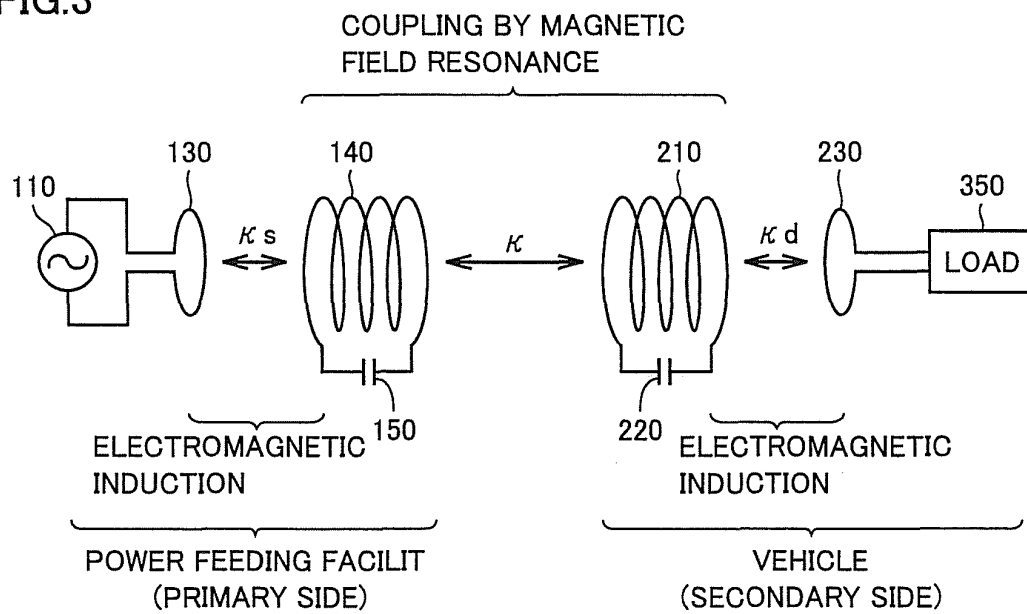 FIG.3
COUPLING BY MAGNETIC
FIELD RESONANCE
110
130
140
210
230
350
κs
κ
κd
LOAD
150
220
ELECTROMAGNETIC
INDUCTION
ELECTROMAGNETIC
INDUCTION
POWER FEEDING FACILIT
(PRIMARY SIDE)
VEHICLE
(SECONDARY SIDE)